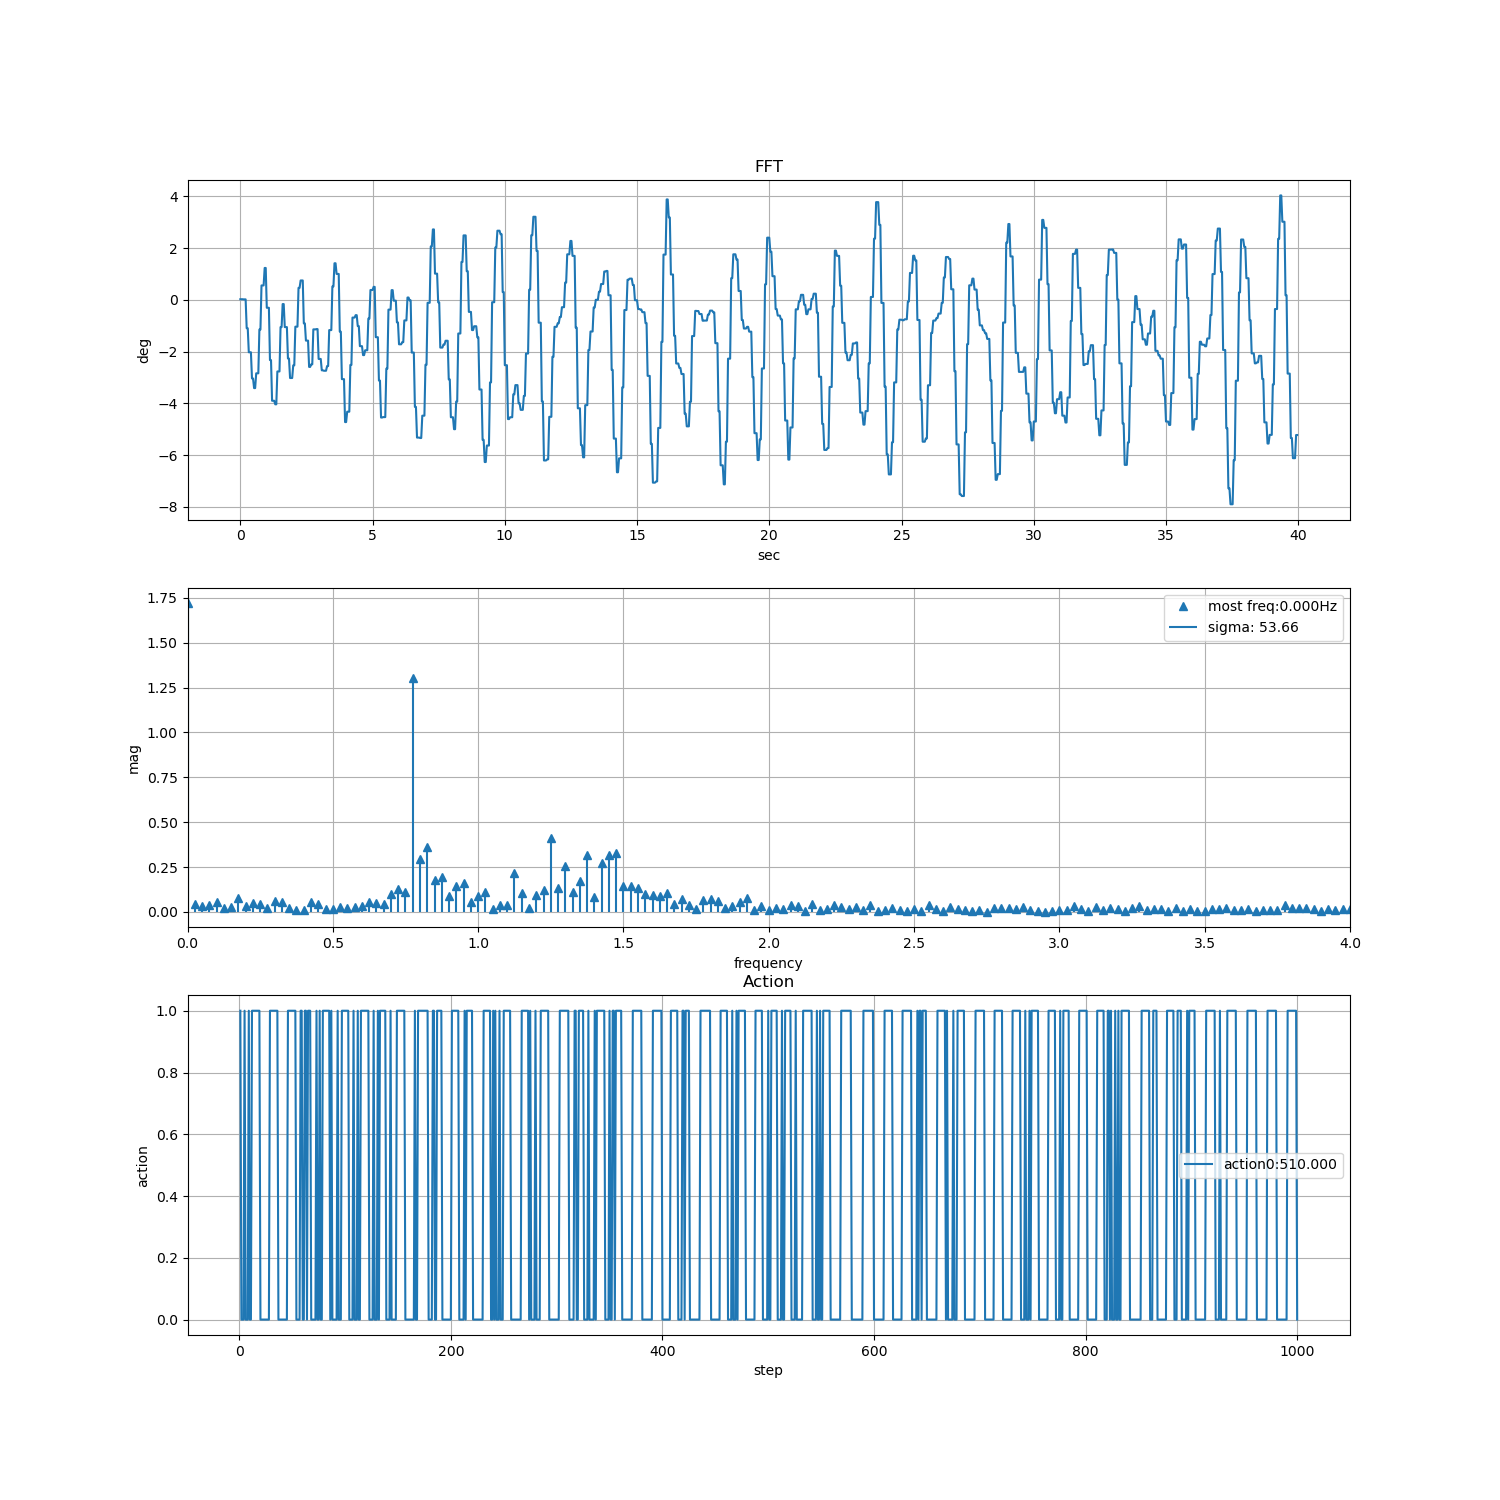 FFT
4
2
0
−2
−4
−6
−8
deg
0 5 10 15 20 25 30 35 40
sec
1.75
1.50
1.25
1.00
0.75
0.50
0.25
0.00
mag
most freq:0.000Hz
sigma: 53.66
0.0 0.5 1.0 1.5 2.0 2.5 3.0 3.5 4.0
frequency
Action
1.0
0.8
0.6
0.4
0.2
0.0
action
action0:510.000
0 200 400 600 800 1000
step